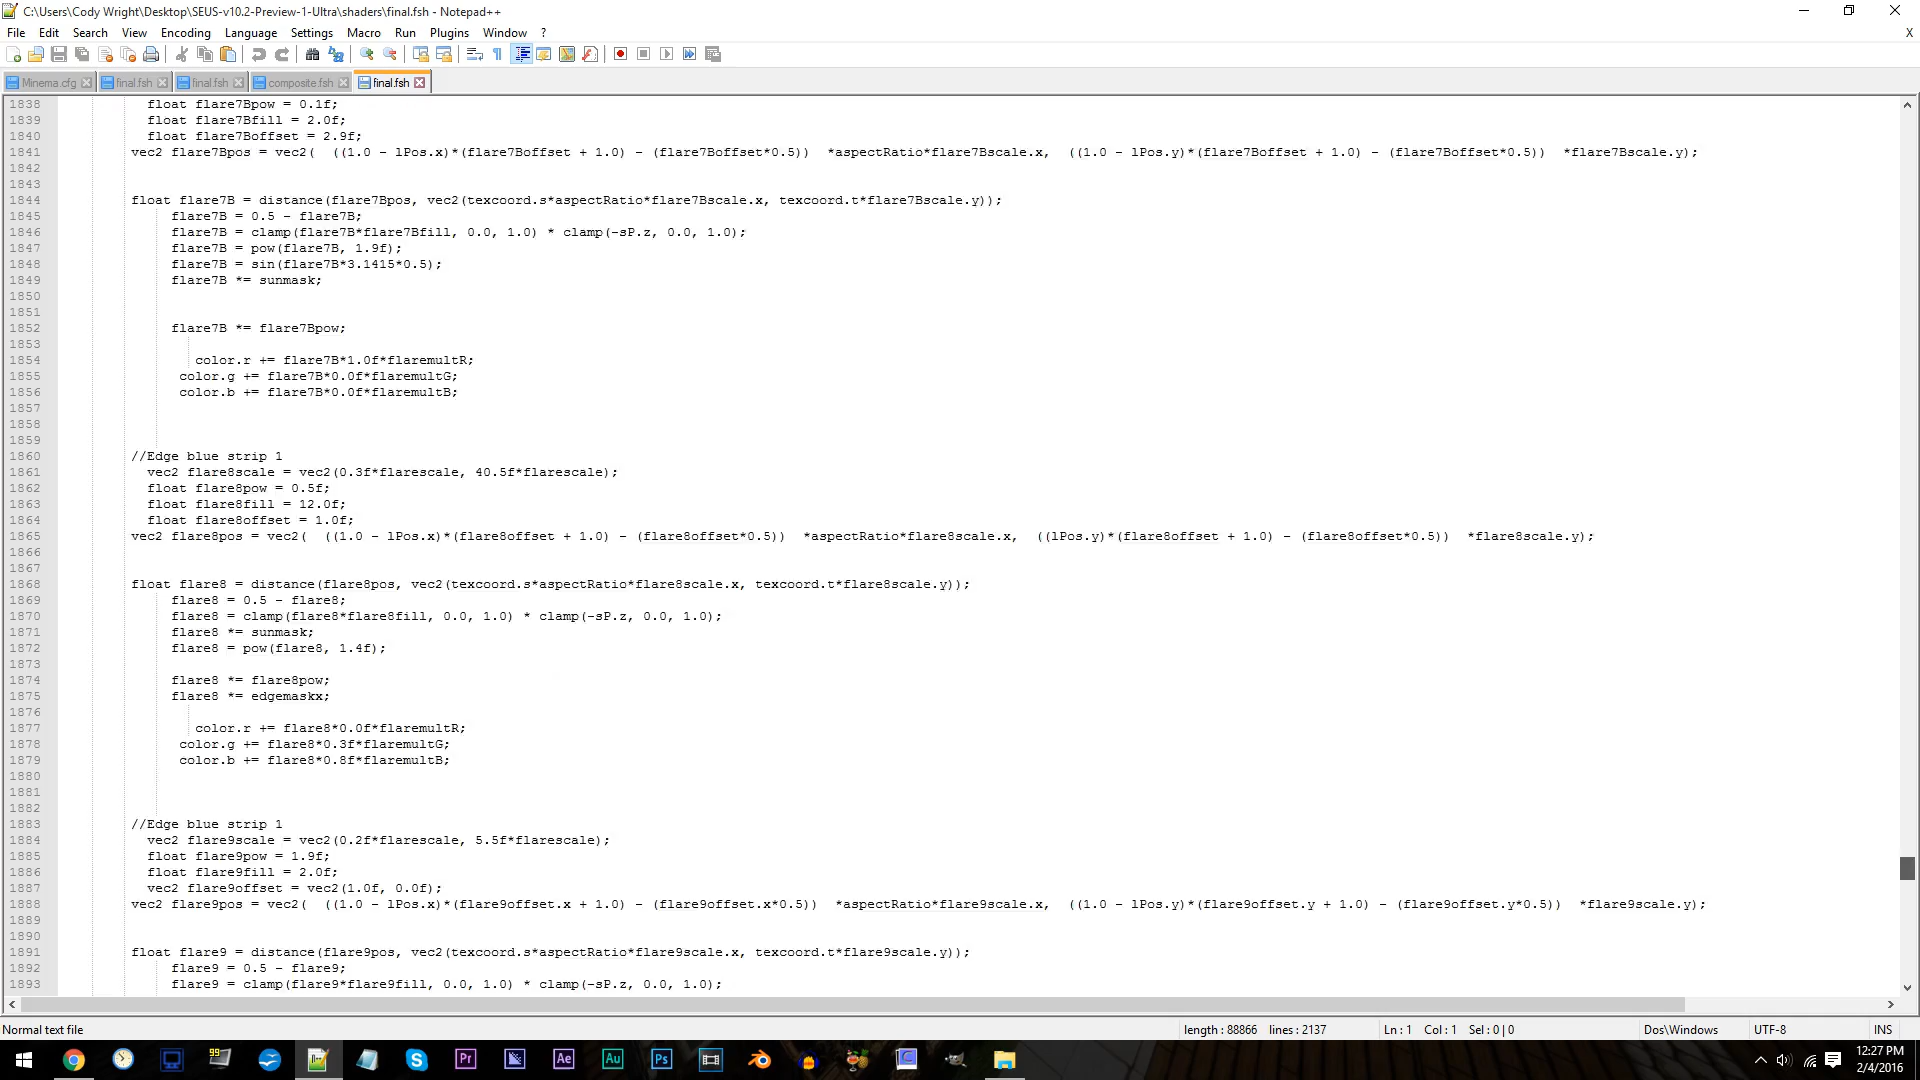 C:\Users\Cody Wright\Desktop\SEUS-v10.2-Preview-1-Ultra\shaders\final.fsh - Notepad++
File Edit Search View Encoding Language Settings Macro Run Plugins Window ? X
Minema.cfg final.fsh final.fsh composite.fsh final.fsh
1838 float flare7Bpow = 0.1f;
1839 float flare7Bfill = 2.0f;
1840 float flare7Boffset = 2.9f;
1841 vec2 flare7Bpos = vec2(  ((1.0 - lPos.x)*(flare7Boffset + 1.0) - (flare7Boffset*0.5))  *aspectRatio*flare7Bscale.x,  ((1.0 - lPos.y)*(flare7Boffset + 1.0) - (flare7Boffset*0.5))  *flare7Bscale.y);
1842
1843
1844 float flare7B = distance(flare7Bpos, vec2(texcoord.s*aspectRatio*flare7Bscale.x, texcoord.t*flare7Bscale.y));
1845 flare7B = 0.5 - flare7B;
1846 flare7B = clamp(flare7B*flare7Bfill, 0.0, 1.0) * clamp(-sP.z, 0.0, 1.0);
1847 flare7B = pow(flare7B, 1.9f);
1848 flare7B = sin(flare7B*3.1415*0.5);
1849 flare7B *= sunmask;
1850
1851
1852 flare7B *= flare7Bpow;
1853
1854 color.r += flare7B*1.0f*flaremultR;
1855 color.g += flare7B*0.0f*flaremultG;
1856 color.b += flare7B*0.0f*flaremultB;
1857
1858
1859
1860 //Edge blue strip 1
1861 vec2 flare8scale = vec2(0.3f*flarescale, 40.5f*flarescale);
1862 float flare8pow = 0.5f;
1863 float flare8fill = 12.0f;
1864 float flare8offset = 1.0f;
1865 vec2 flare8pos = vec2(  ((1.0 - lPos.x)*(flare8offset + 1.0) - (flare8offset*0.5))  *aspectRatio*flare8scale.x,  ((lPos.y)*(flare8offset + 1.0) - (flare8offset*0.5))  *flare8scale.y);
1866
1867
1868 float flare8 = distance(flare8pos, vec2(texcoord.s*aspectRatio*flare8scale.x, texcoord.t*flare8scale.y));
1869 flare8 = 0.5 - flare8;
1870 flare8 = clamp(flare8*flare8fill, 0.0, 1.0) * clamp(-sP.z, 0.0, 1.0);
1871 flare8 *= sunmask;
1872 flare8 = pow(flare8, 1.4f);
1873
1874 flare8 *= flare8pow;
1875 flare8 *= edgemaskx;
1876
1877 color.r += flare8*0.0f*flaremultR;
1878 color.g += flare8*0.3f*flaremultG;
1879 color.b += flare8*0.8f*flaremultB;
1880
1881
1882
1883 //Edge blue strip 1
1884 vec2 flare9scale = vec2(0.2f*flarescale, 5.5f*flarescale);
1885 float flare9pow = 1.9f;
1886 float flare9fill = 2.0f;
1887 vec2 flare9offset = vec2(1.0f, 0.0f);
1888 vec2 flare9pos = vec2(  ((1.0 - lPos.x)*(flare9offset.x + 1.0) - (flare9offset.x*0.5))  *aspectRatio*flare9scale.x,  ((1.0 - lPos.y)*(flare9offset.y + 1.0) - (flare9offset.y*0.5))  *flare9scale.y);
1889
1890
1891 float flare9 = distance(flare9pos, vec2(texcoord.s*aspectRatio*flare9scale.x, texcoord.t*flare9scale.y));
1892 flare9 = 0.5 - flare9;
1893 flare9 = clamp(flare9*flare9fill, 0.0, 1.0) * clamp(-sP.z, 0.0, 1.0);
Normal text file length : 88866 lines : 2137 Ln : 1 Col : 1 Sel : 0 | 0 Dos\Windows UTF-8 INS
99 Pr Ae Au Ps 12:27 PM
2/4/2016